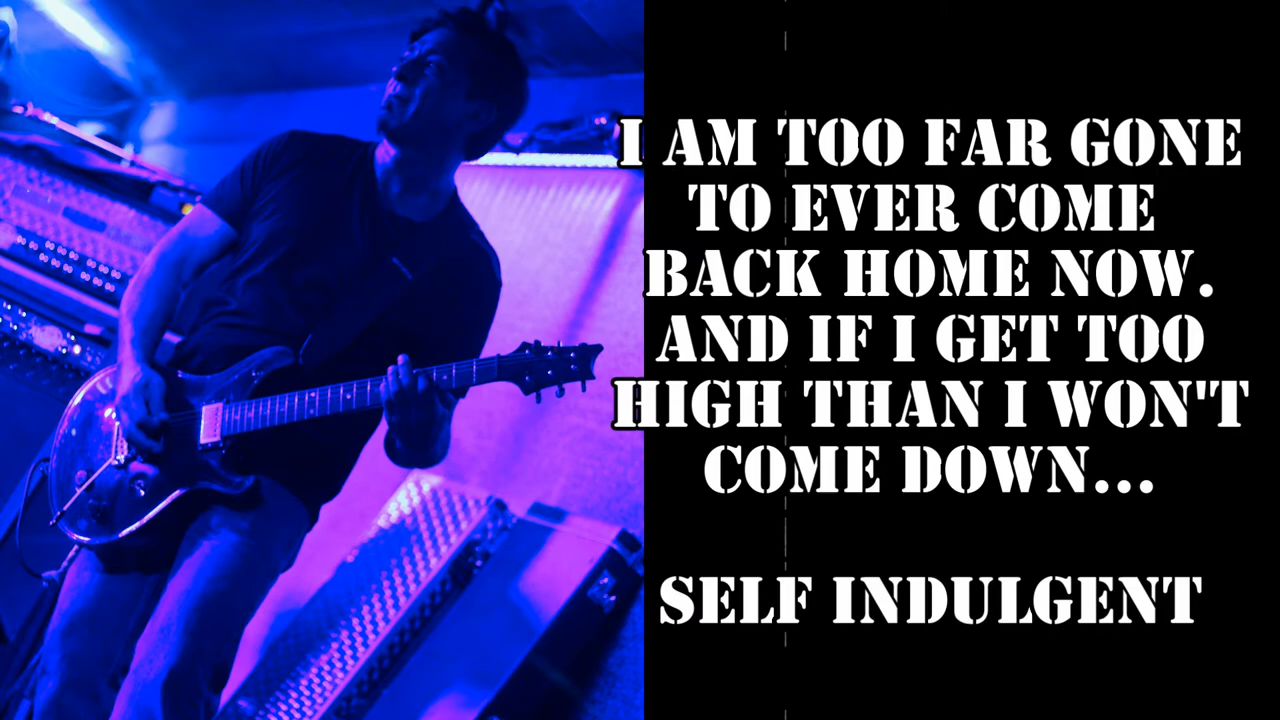 I AM TOO FAR GONE
TO EVER COME
BACK HOME NOW.
AND IF I GET TOO
HIGH THAN I WON'T
COME DOWN...
SELF INDULGENT